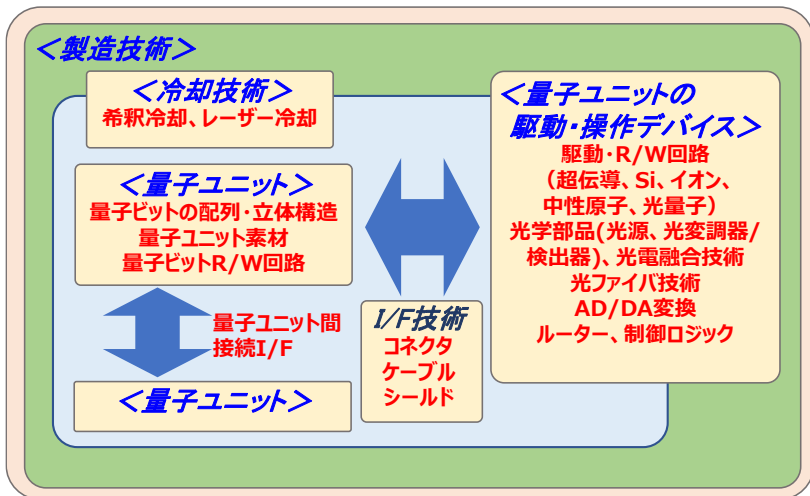 ＜製造技術＞
＜冷却技術＞
希釈冷却、レーザー冷却
＜量子ユニット＞
量子ビットの配列・立体構造
量子ユニット素材
量子ビットR/W回路
量子ユニット間
接続I/F
＜量子ユニット＞
I/F技術
コネクタ
ケーブル
シールド
＜量子ユニットの
駆動・操作デバイス＞
駆動・R/W回路
（超伝導、Si、イオン、
中性原子、光量子）
光学部品(光源、光変調器/
検出器)、光電融合技術
光ファイバ技術
AD/DA変換
ルーター、制御ロジック